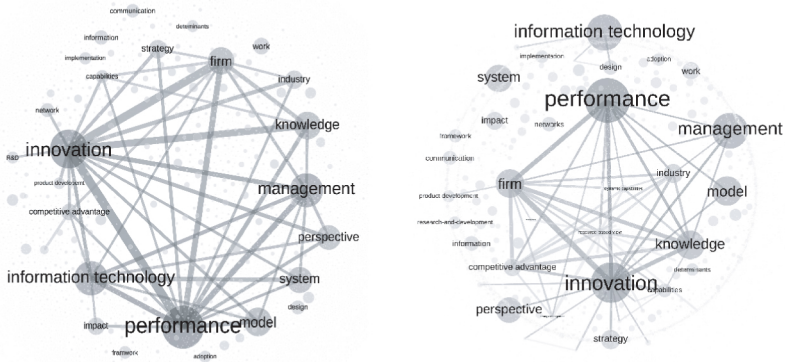 communication
determinants
information
work
strategy
implementation
firm
capabilities
industry
network
knowledge
innovation
R&D
product development
management
competitive advantage
perspective
information technology
system
design
performance
model
impact
framwork
adoption
information technology
implementation
adoption
design
work
system
performance
impact
networks
management
framework
communication
industry
firm
model
product development
research-and-development
information
knowledge
competitive advantage
determinants
innovation
capabilities
perspective
strategy